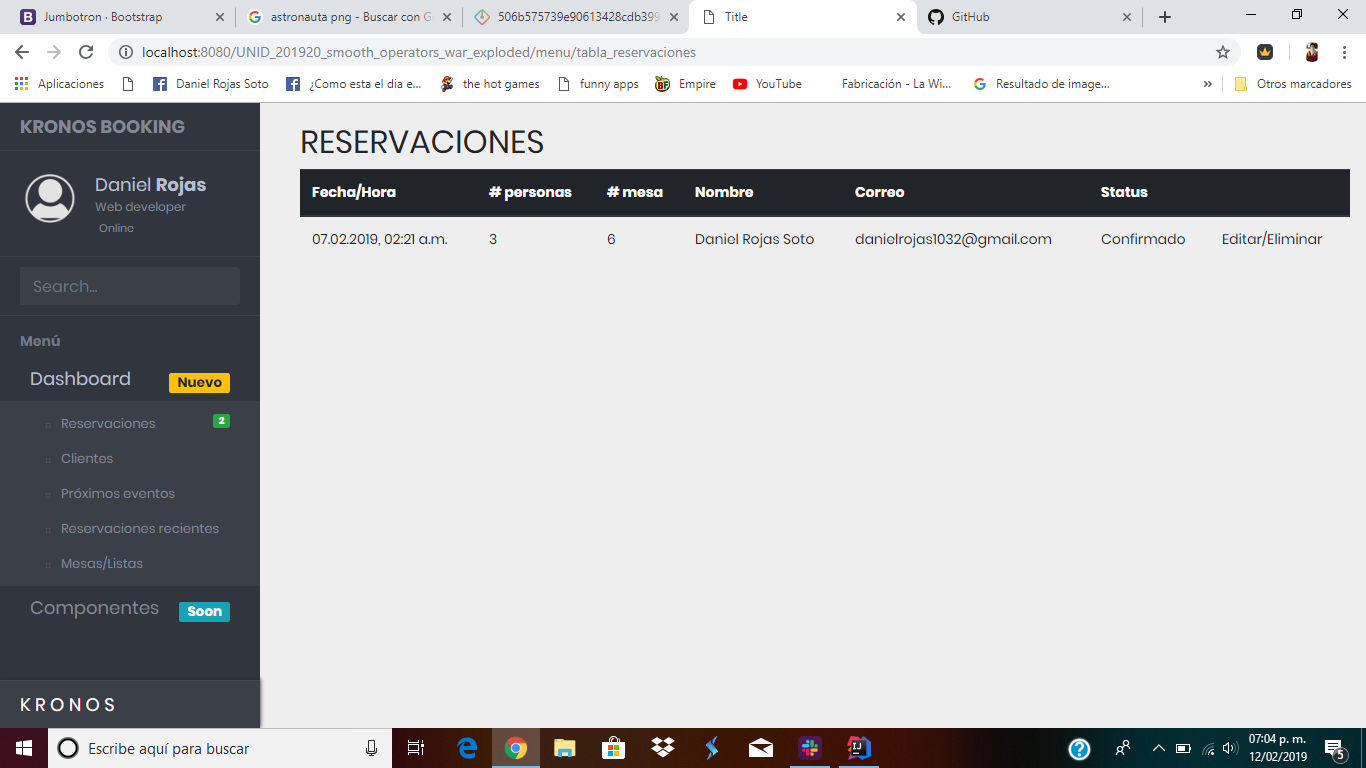 Jumbotron · Bootstrap
astronauta png - Buscar con G
506b575739e90613428cdb399
Title
GitHub
localhost:8080/UNID_201920_smooth_operators_war_exploded/menu/tabla_reservaciones
Aplicaciones
Daniel Rojas Soto
¿Como esta el dia e...
the hot games
funny apps
Empire
YouTube
Fabricación - La Wi...
Resultado de image...
»
Otros marcadores
KRONOS BOOKING
Daniel Rojas
Web developer
Online
Search...
Menú
Dashboard
Nuevo
Reservaciones
2
Clientes
Próximos eventos
Reservaciones recientes
Mesas/Listas
Componentes
Soon
KRONOS
RESERVACIONES
Fecha/Hora # personas # mesa Nombre Correo Status
07.02.2019, 02:21 a.m. 3 6 Daniel Rojas Soto danielrojas1032@gmail.com Confirmado Editar/Eliminar
Escribe aquí para buscar
07:04 p. m.
12/02/2019
5